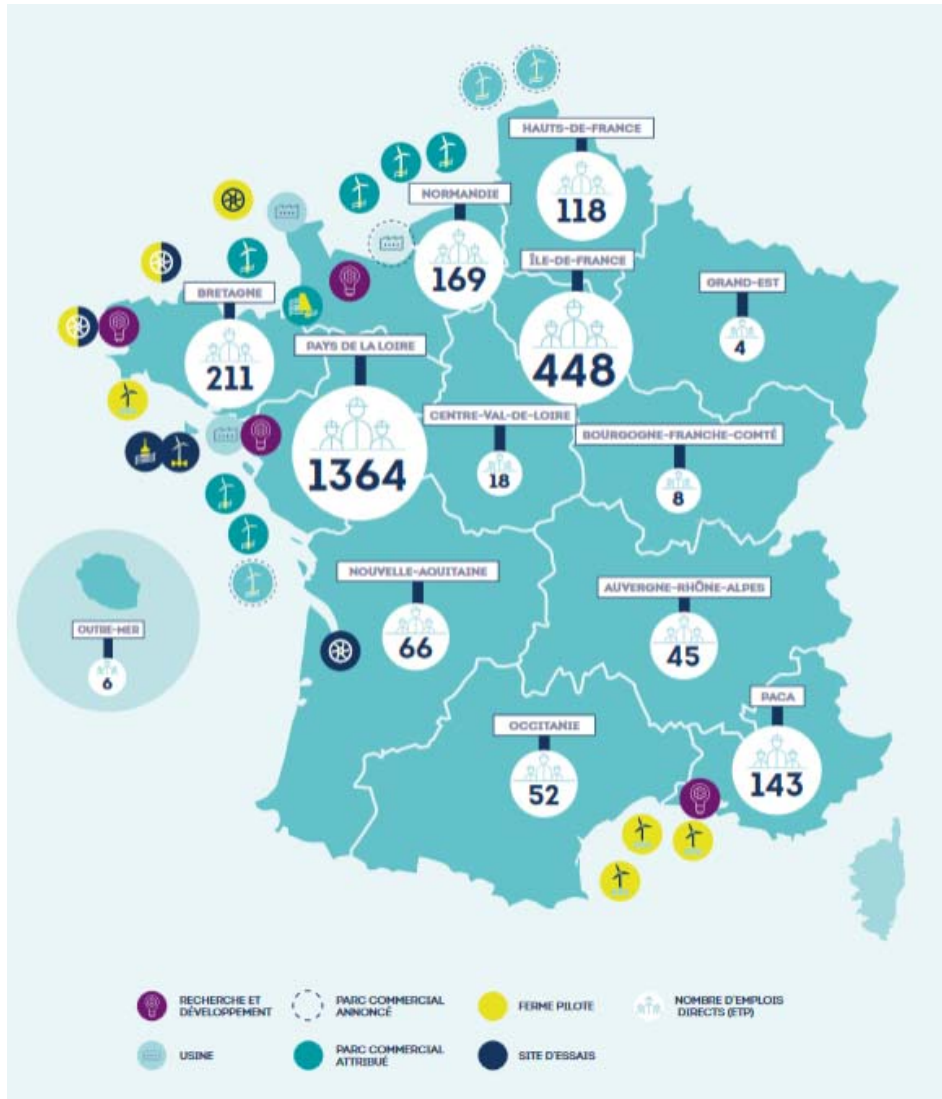 HAUTS-DE-FRANCE
118
NORMANDIE
169
ÎLE-DE-FRANCE
448
GRAND-EST
4
BRETAGNE
211
PAYS DE LA LOIRE
1364
CENTRE-VAL-DE-LOIRE
18
BOURGOGNE-FRANCHE-COMTÉ
8
NOUVELLE-AQUITAINE
66
AUVERGNE-RHÔNE-ALPES
45
OUTRE-MER
6
OCCITANIE
52
PACA
143
RECHERCHE ET
DÉVELOPPEMENT
PARC COMMERCIAL
ANNONCÉ
FERME PILOTE
NOMBRE D'EMPLOIS
DIRECTS (ETP)
USINE
PARC COMMERCIAL
ATTRIBUÉ
SITE D'ESSAIS